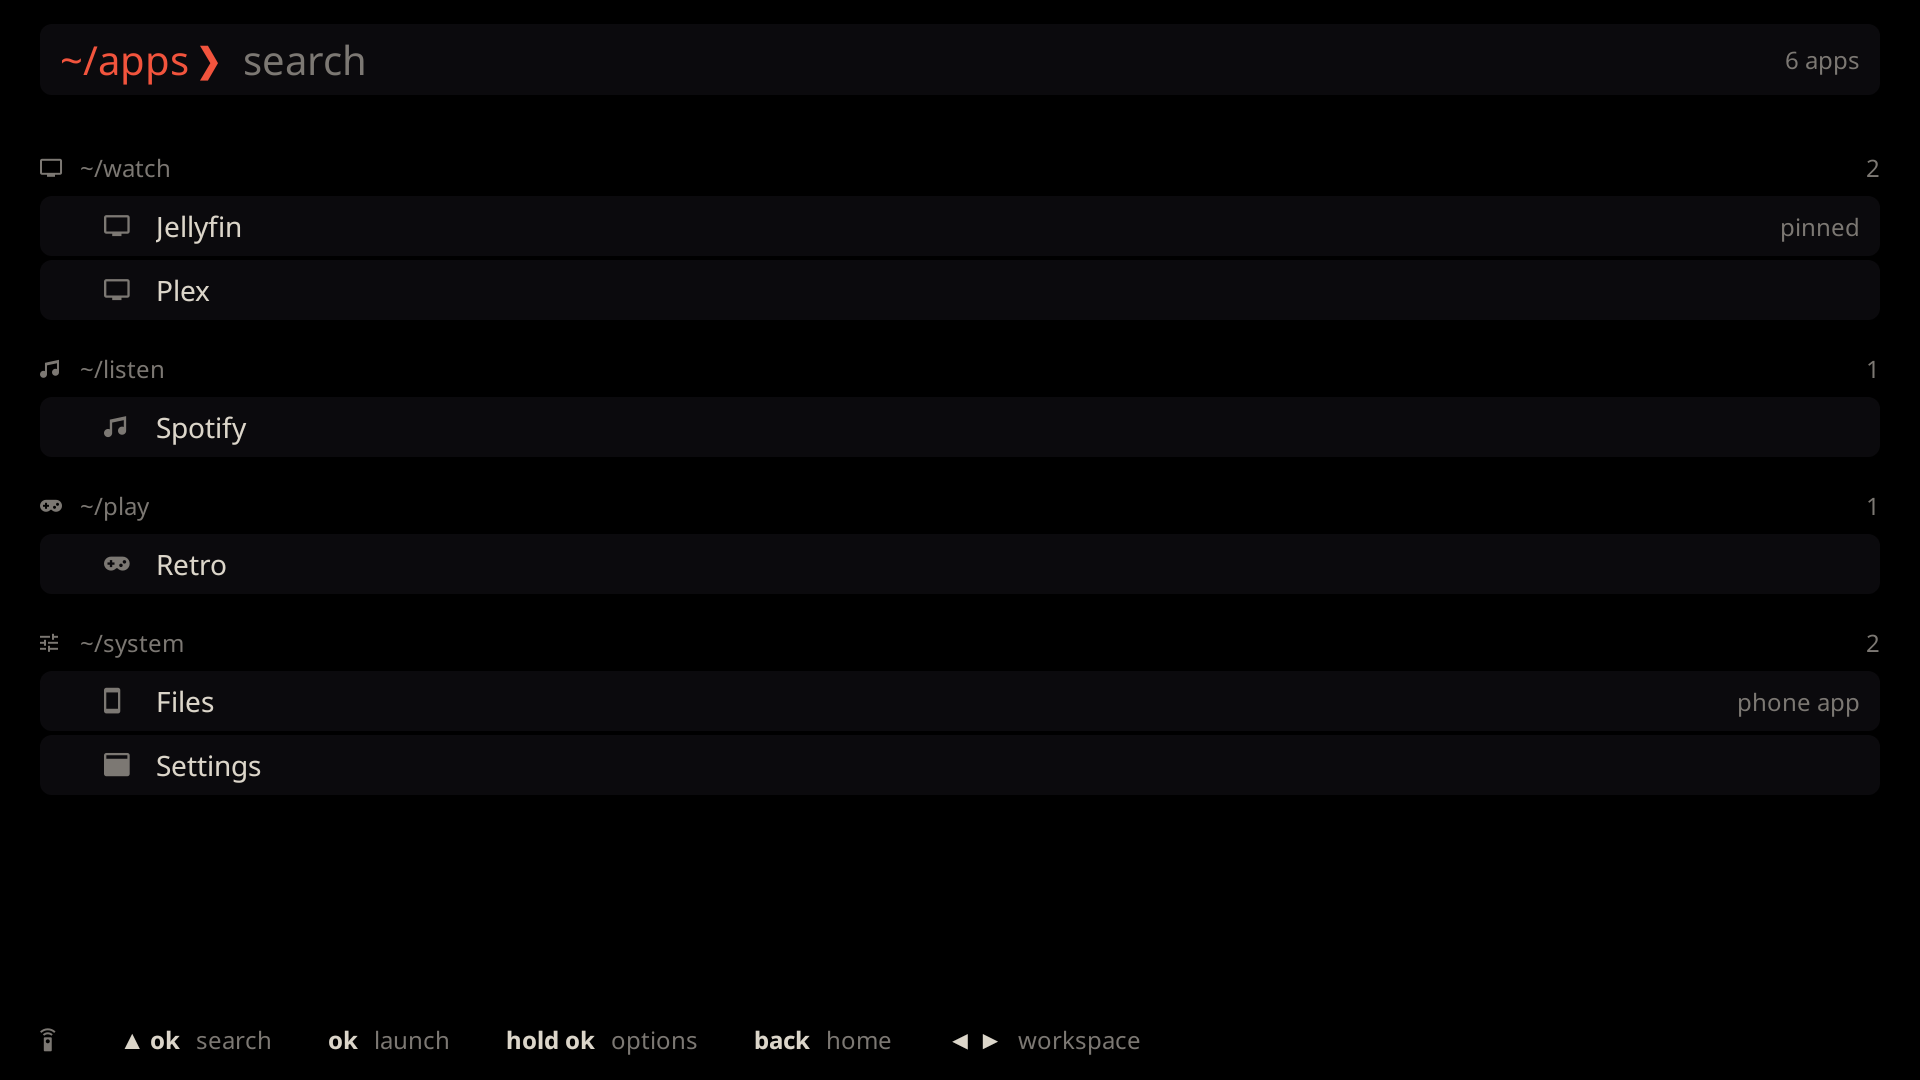 ~/apps ❯ search 6 apps
~/watch 2
Jellyfin pinned
Plex
~/listen 1
Spotify
~/play 1
Retro
~/system 2
Files phone app
Settings
▲ ok search ok launch hold ok options back home ◀ ▶ workspace